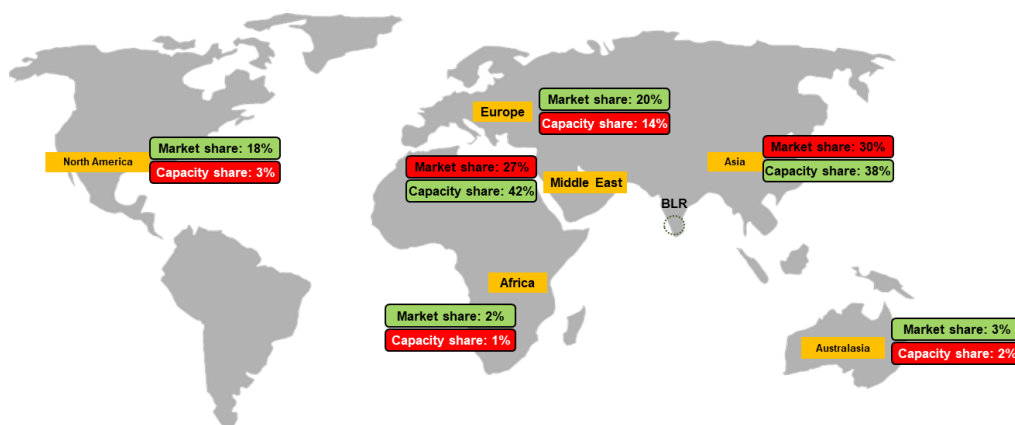 Europe
Market share: 20%
Capacity share: 14%
North America
Market share: 18%
Capacity share: 3%
Market share: 27%
Capacity share: 42%
Middle East
Asia
Market share: 30%
Capacity share: 38%
BLR
Africa
Market share: 2%
Capacity share: 1%
Australasia
Market share: 3%
Capacity share: 2%